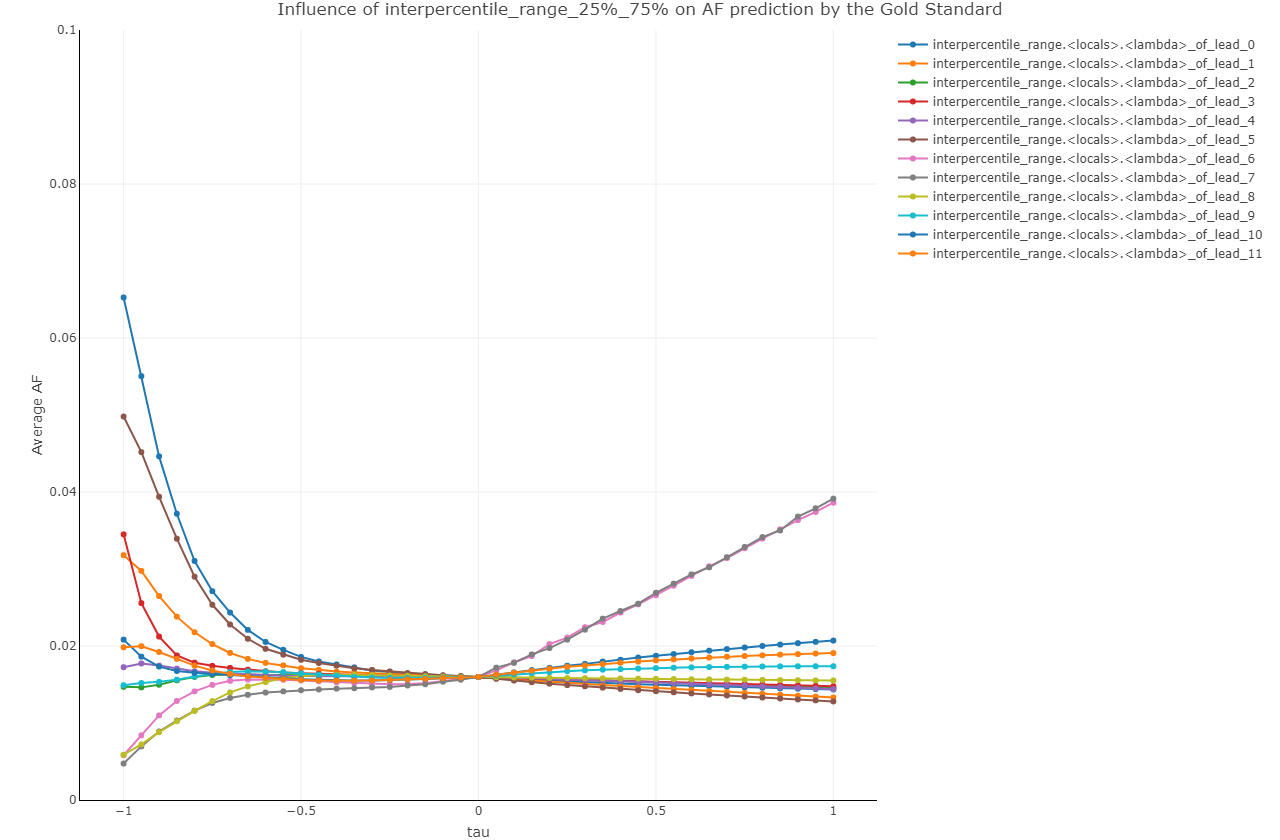 Influence of interpercentile_range_25%_75% on AF prediction by the Gold Standard
interpercentile_range.<locals>.<lambda>_of_lead_0
interpercentile_range.<locals>.<lambda>_of_lead_1
interpercentile_range.<locals>.<lambda>_of_lead_2
interpercentile_range.<locals>.<lambda>_of_lead_3
interpercentile_range.<locals>.<lambda>_of_lead_4
interpercentile_range.<locals>.<lambda>_of_lead_5
interpercentile_range.<locals>.<lambda>_of_lead_6
interpercentile_range.<locals>.<lambda>_of_lead_7
interpercentile_range.<locals>.<lambda>_of_lead_8
interpercentile_range.<locals>.<lambda>_of_lead_9
interpercentile_range.<locals>.<lambda>_of_lead_10
interpercentile_range.<locals>.<lambda>_of_lead_11
0.1
0.08
0.06
0.04
0.02
0
Average AF
−1
−0.5
0
0.5
1
tau